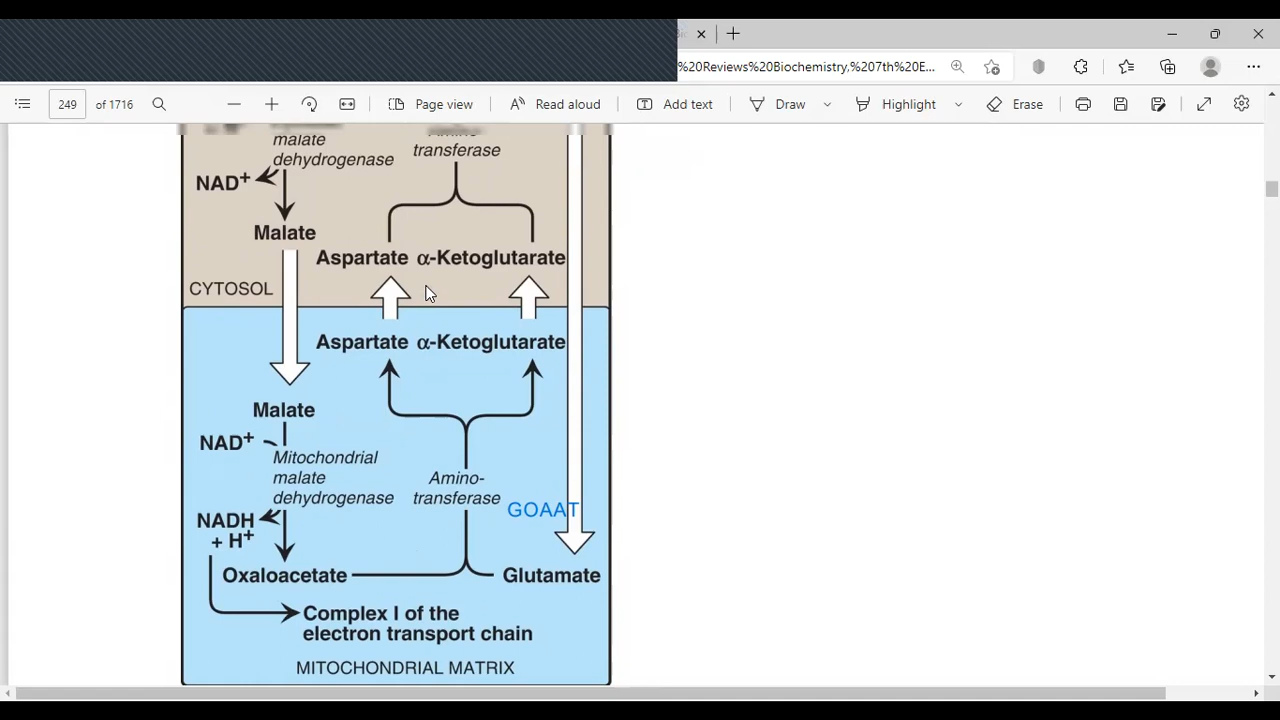 %20Reviews%20Biochemistry,%207th%20E...
249 of 1716
Page view
Read aloud
Add text
Draw
Highlight
Erase
malate
dehydrogenase
transferase
NAD+
Malate
Aspartate α-Ketoglutarate
CYTOSOL
Aspartate α-Ketoglutarate
Malate
NAD+
Mitochondrial
malate
dehydrogenase
Amino-
transferase
GOAAT
NADH
+ H+
Oxaloacetate
Glutamate
Complex I of the
electron transport chain
MITOCHONDRIAL MATRIX